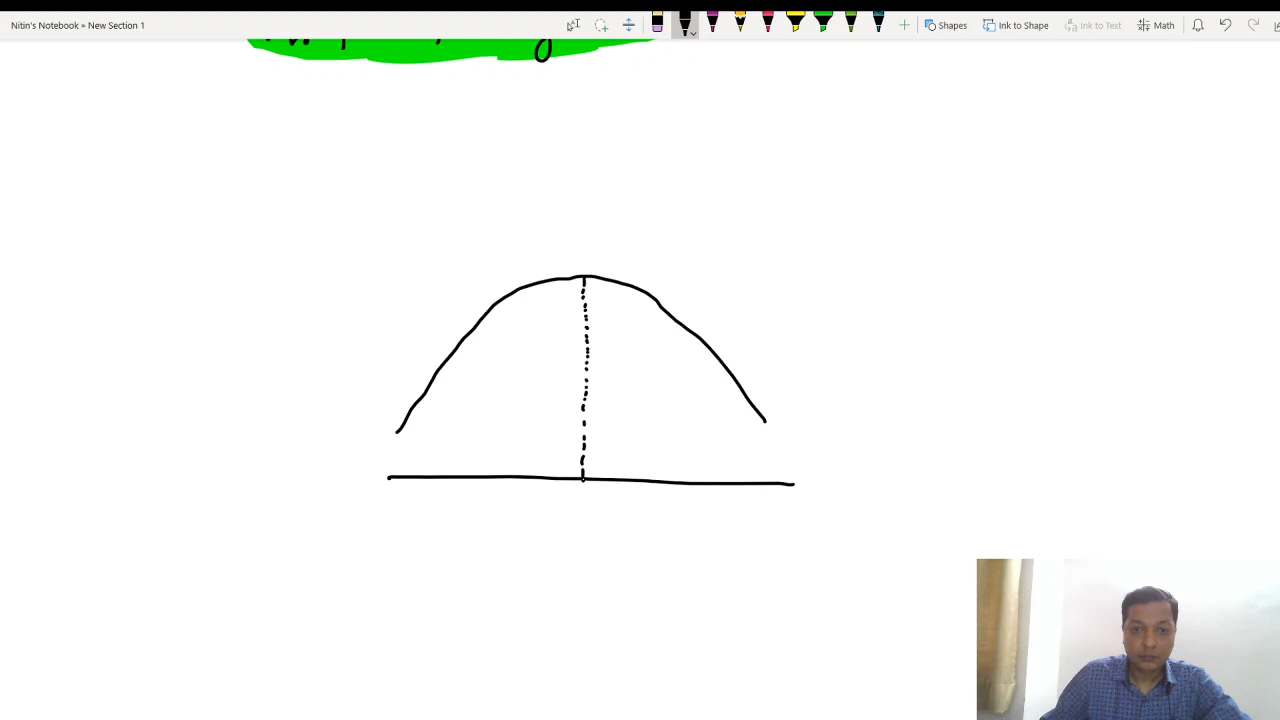 Nitin's Notebook » New Section 1
Shapes
Ink to Shape
Ink to Text
Math